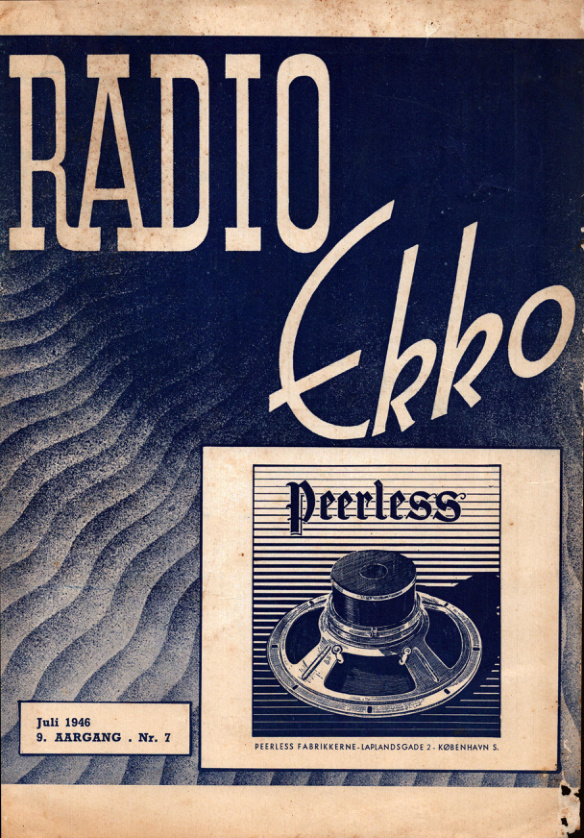 RADIO
Ekko
Peerless
PEERLESS FABRIKKERNE-LAPLANDSGADE 2 - KØBENHAVN S.
Juli 1946
9. AARGANG . Nr. 7